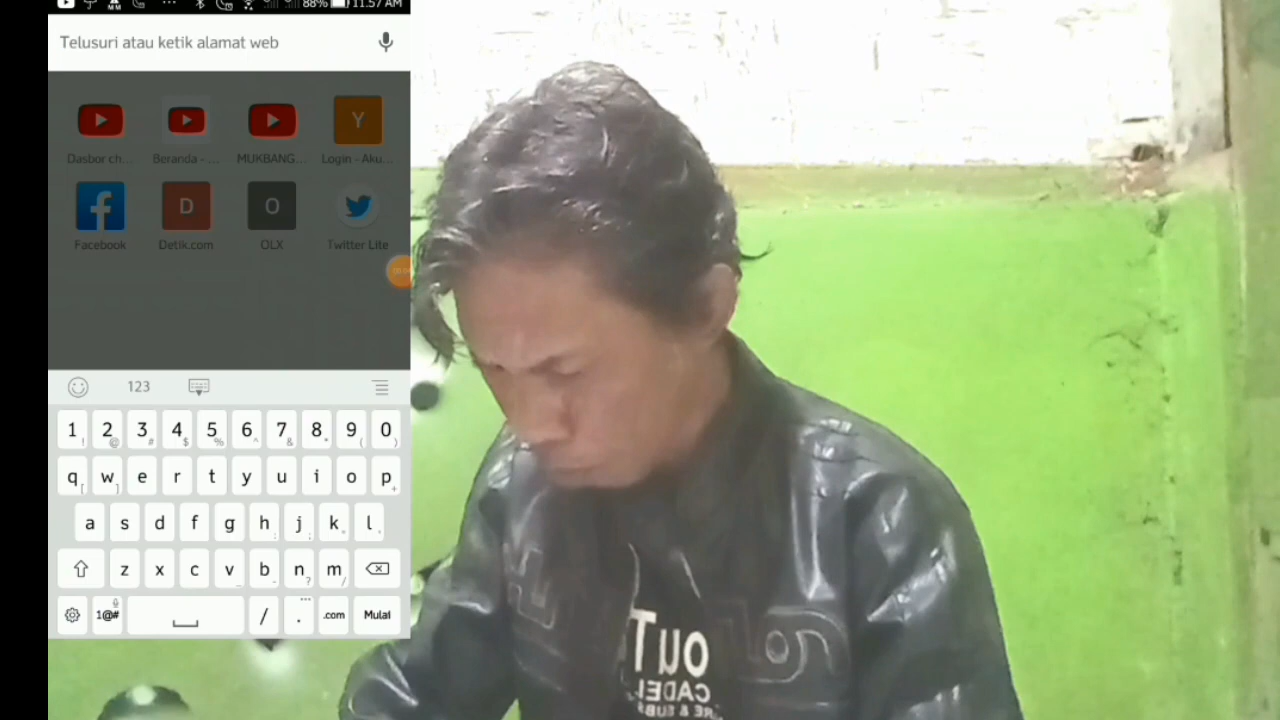 88% 11.57 AM
Telusuri atau ketik alamat web
Dasbor ch... Beranda – ... MUKBANG... Login - Aku...
Y
D O
Facebook Detik.com OLX Twitter Lite
123
1 2 3 4 5 6 7 8 9 0
q w e r t y u i o p
a s d f g h j k l
z x c v b n m
1@# / . .com Mulai
OUT
CADEL